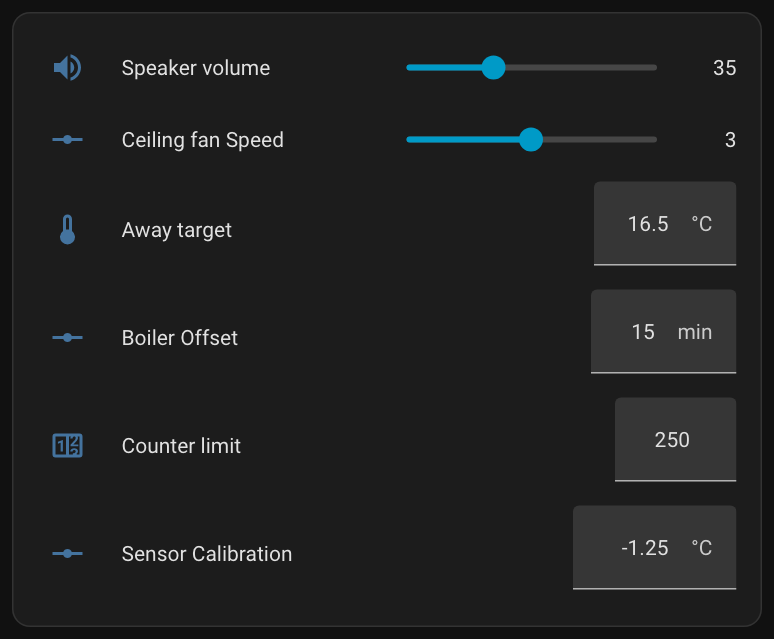 Speaker volume 35
Ceiling fan Speed 3
Away target 16.5 °C
Boiler Offset 15 min
Counter limit 250
Sensor Calibration -1.25 °C